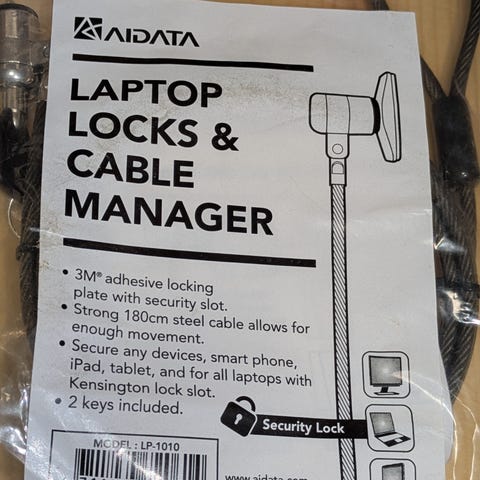 AIDATA
LAPTOP
LOCKS &
CABLE
MANAGER
• 3M® adhesive locking
plate with security slot.
• Strong 180cm steel cable allows for
enough movement.
• Secure any devices, smart phone,
iPad, tablet, and for all laptops with
Kensington lock slot.
• 2 keys included.
Security Lock
MODEL : LP-1010
www.aidata.com